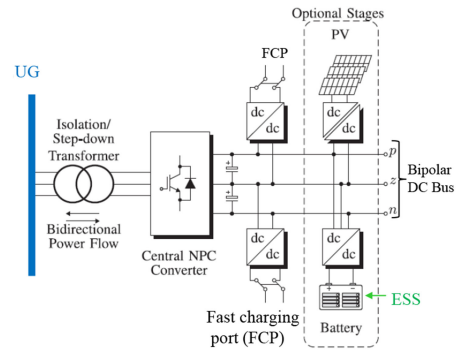 Optional Stages
PV
FCP
UG
dc
dc
dc
dc
Isolation/
Step-down
Transformer
p
Bipolar
z
DC Bus
n
Bidirectional
Power Flow
Central NPC
Converter
dc
dc
dc
dc
+ −
ESS
Fast charging
port (FCP)
Battery